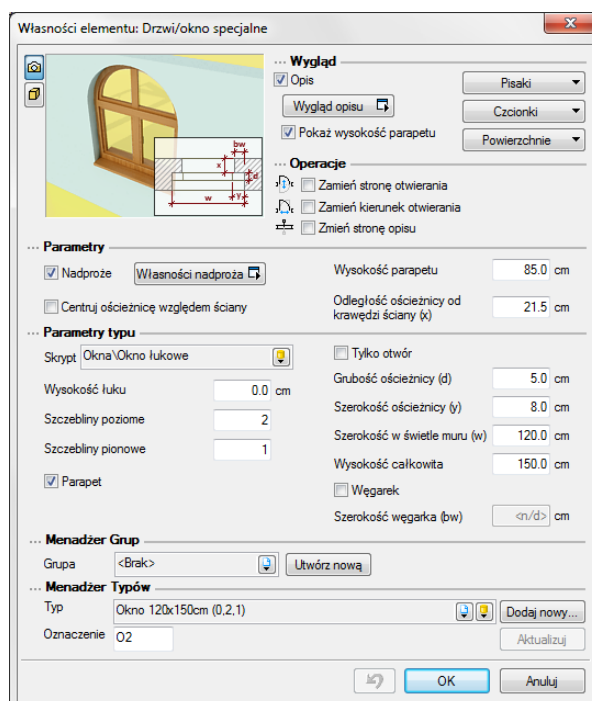 Własności elementu: Drzwi/okno specjalne
bw
x
d
w
y
Wygląd
Opis
Pisaki
Wygląd opisu
Czcionki
Pokaż wysokość parapetu
Powierzchnie
Operacje
Zamień stronę otwierania
Zamień kierunek otwierania
Zmień stronę opisu
Parametry
Nadproże
Własności nadproża
Wysokość parapetu
85.0 cm
Centruj ościeżnicę względem ściany
Odległość ościeżnicy od
krawędzi ściany (x)
21.5 cm
Parametry typu
Skrypt Okna\Okno łukowe
Wysokość łuku
0.0 cm
Szczebliny poziome
2
Szczebliny pionowe
1
Parapet
Tylko otwór
Grubość ościeżnicy (d)
5.0 cm
Szerokość ościeżnicy (y)
8.0 cm
Szerokość w świetle muru (w)
120.0 cm
Wysokość całkowita
150.0 cm
Węgarek
Szerokość węgarka (bw)
<n/d> cm
Menadżer Grup
Grupa
<Brak>
Utwórz nową
Menadżer Typów
Typ
Okno 120x150cm (0,2,1)
Dodaj nowy...
Oznaczenie
O2
Aktualizuj
OK
Anuluj